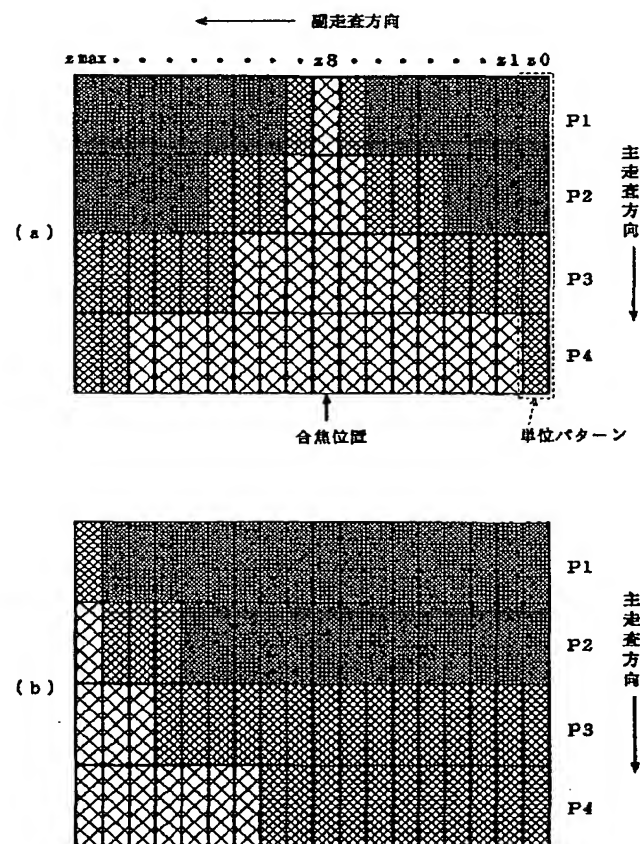 副走査方向
zmax・・・・・・・z8・・・・・・z1 z0
P1
P2
P3
P4
主走査方向
(a)
合焦位置
単位パターン
P1
P2
P3
P4
主走査方向
(b)